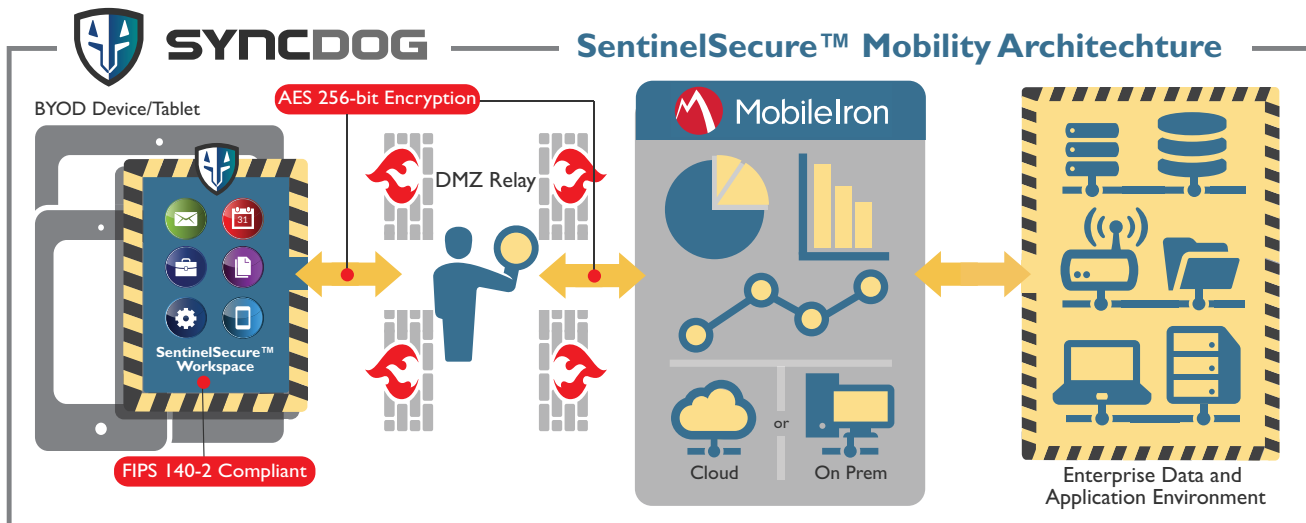 SYNCDOG
SentinelSecure™ Mobility Architechture
BYOD Device/Tablet
AES 256-bit Encryption
MobileIron
DMZ Relay
31
SentinelSecure™
Workspace
FIPS 140-2 Compliant
or
Cloud
On Prem
Enterprise Data and
Application Environment